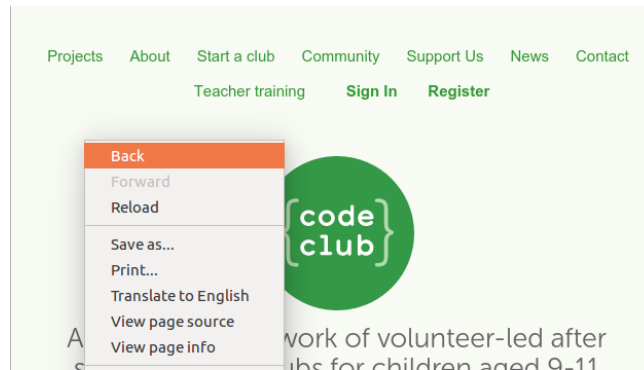 Projects About Start a club Community Support Us News Contact
Teacher training Sign In Register
Back
Forward
Reload
Save as...
Print...
Translate to English
View page source
View page info
{code
club}
A work of volunteer-led after
s ubs for children aged 9-11